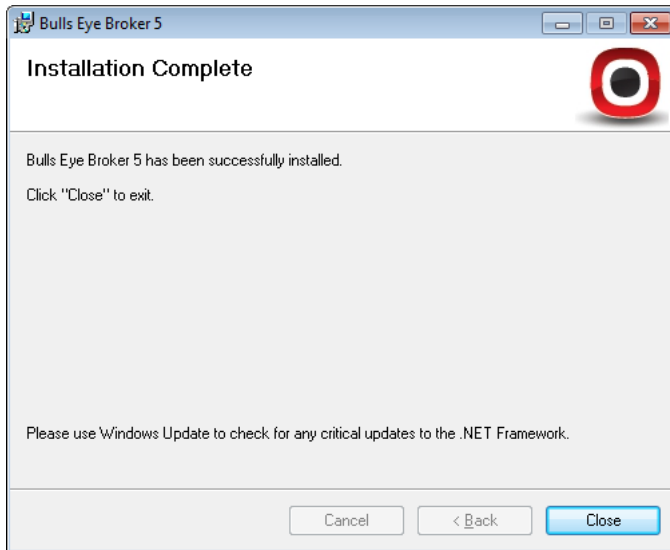 Bulls Eye Broker 5
Installation Complete
Bulls Eye Broker 5 has been successfully installed.
Click "Close" to exit.
Please use Windows Update to check for any critical updates to the .NET Framework.
Cancel
< Back
Close